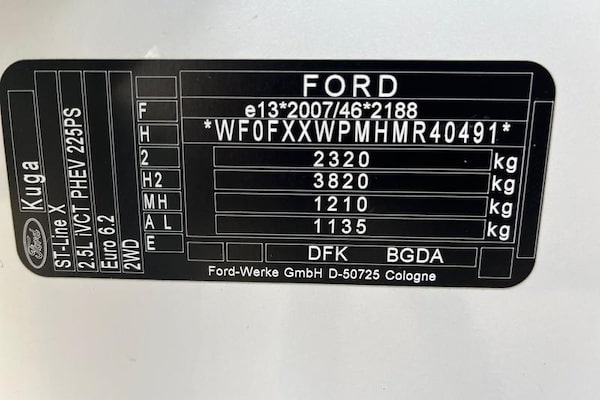 Ford
Kuga
ST-Line X
2.5L iVCT PHEV 225PS
Euro 6.2
2WD
F
H
2
H2
MH
A L
E
FORD
e13*2007/46*2188
*WF0FXXWPMHMR40491*
2320 kg
3820 kg
1210 kg
1135 kg
DFK BGDA
Ford-Werke GmbH D-50725 Cologne